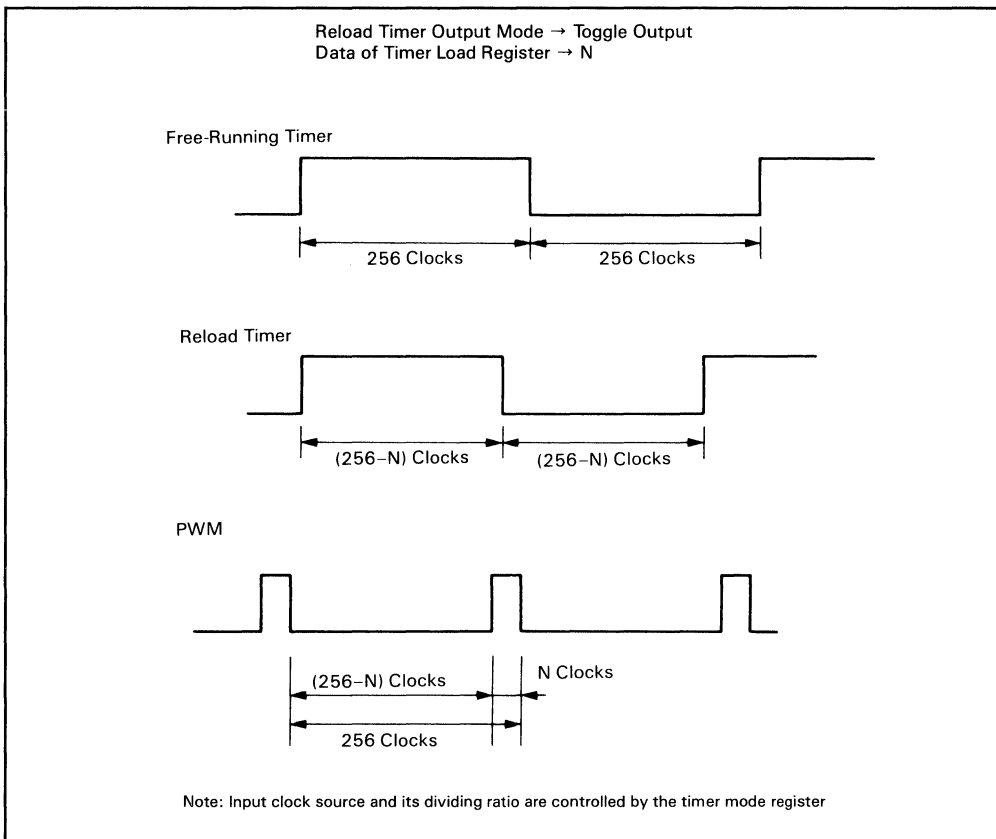 Reload Timer Output Mode → Toggle Output
Data of Timer Load Register → N
Free-Running Timer
256 Clocks 256 Clocks
Reload Timer
(256–N) Clocks (256–N) Clocks
PWM
(256–N) Clocks N Clocks
256 Clocks
Note: Input clock source and its dividing ratio are controlled by the timer mode register